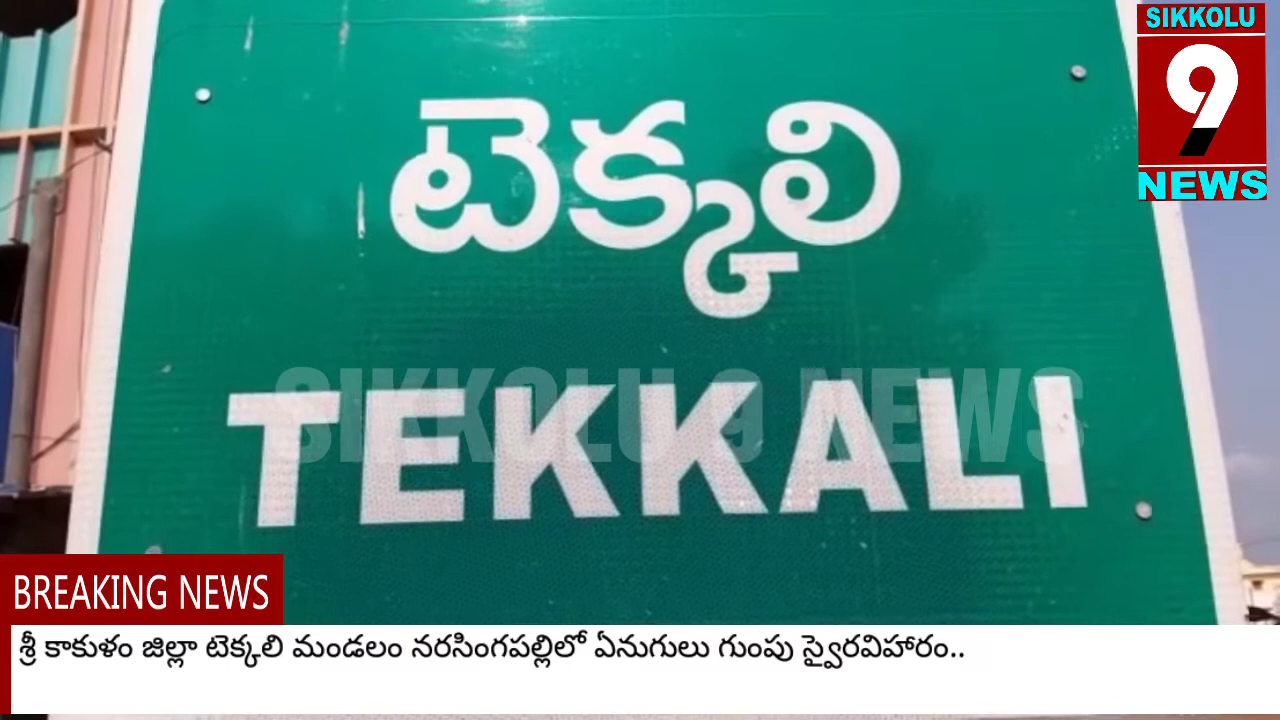 SIKKOLU
9
NEWS
టెక్కలి
SIKKOLU 9 NEWS
TEKKALI
BREAKING NEWS
శ్రీ కాకుళం జిల్లా టెక్కలి మండలం నరసింగపల్లిలో ఏనుగులు గుంపు స్వైరవిహారం..